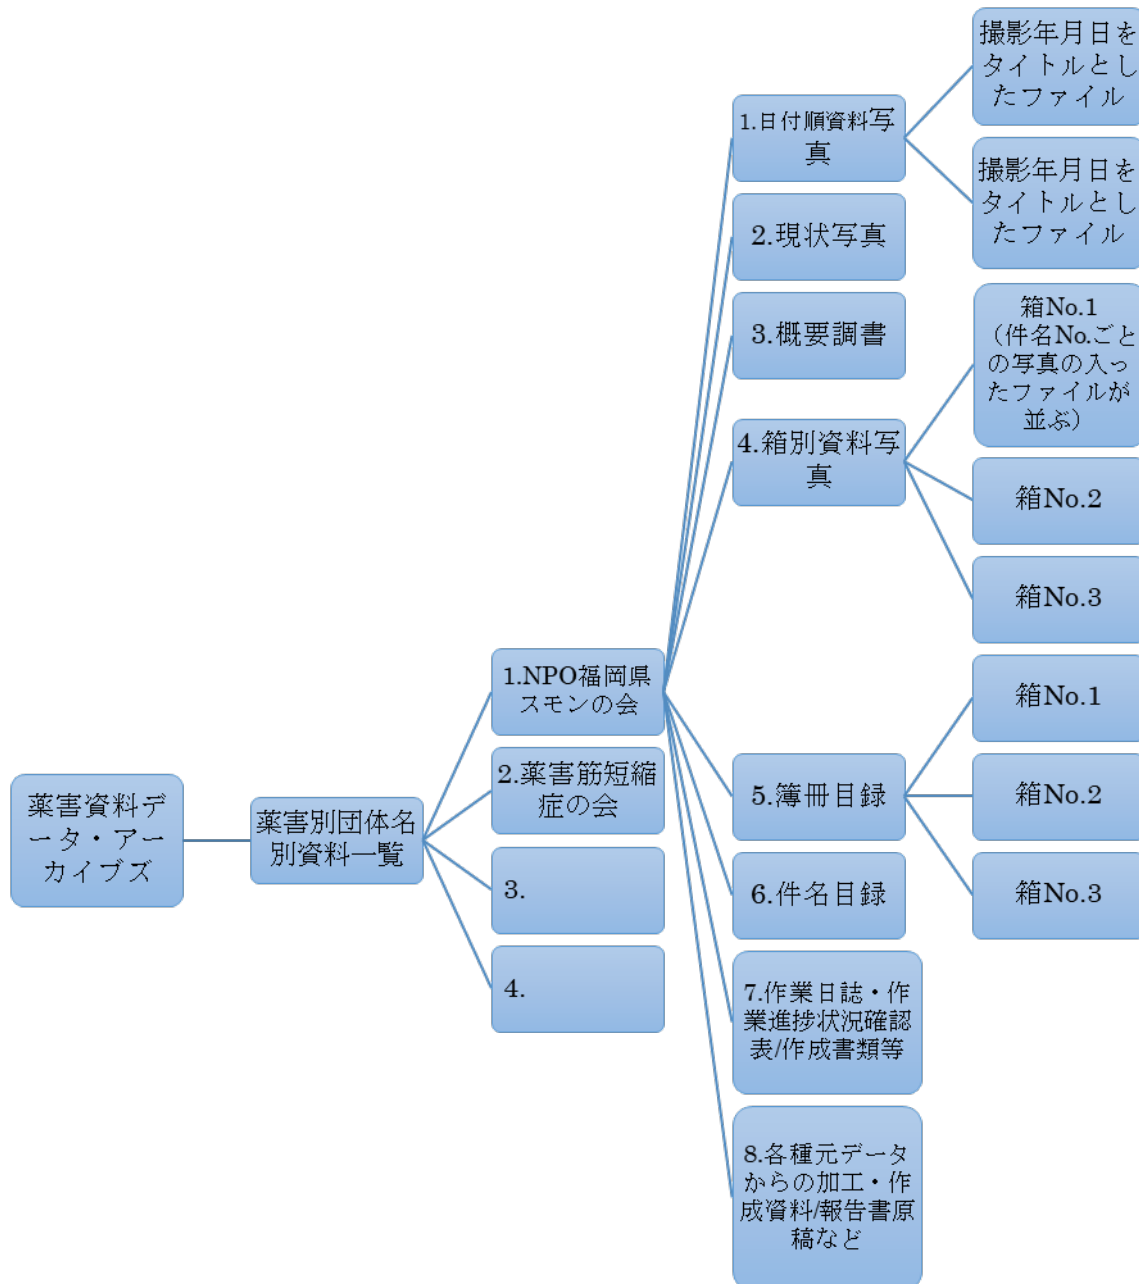 薬害資料デ
ータ・アー
カイブズ
薬害別団体名
別資料一覧
1.NPO福岡県
スモンの会
2.薬害筋短縮
症の会
3.
4.
1.日付順資料写
真
2.現状写真
3.概要調書
4.箱別資料写
真
5.簿冊目録
6.件名目録
7.作業日誌・作
業進捗状況確認
表/作成書類等
8.各種元データ
からの加工・作
成資料/報告書原
稿など
撮影年月日を
タイトルとし
たファイル
撮影年月日を
タイトルとし
たファイル
箱No.1
（件名No.ごと
の写真の入っ
たファイルが
並ぶ）
箱No.2
箱No.3
箱No.1
箱No.2
箱No.3